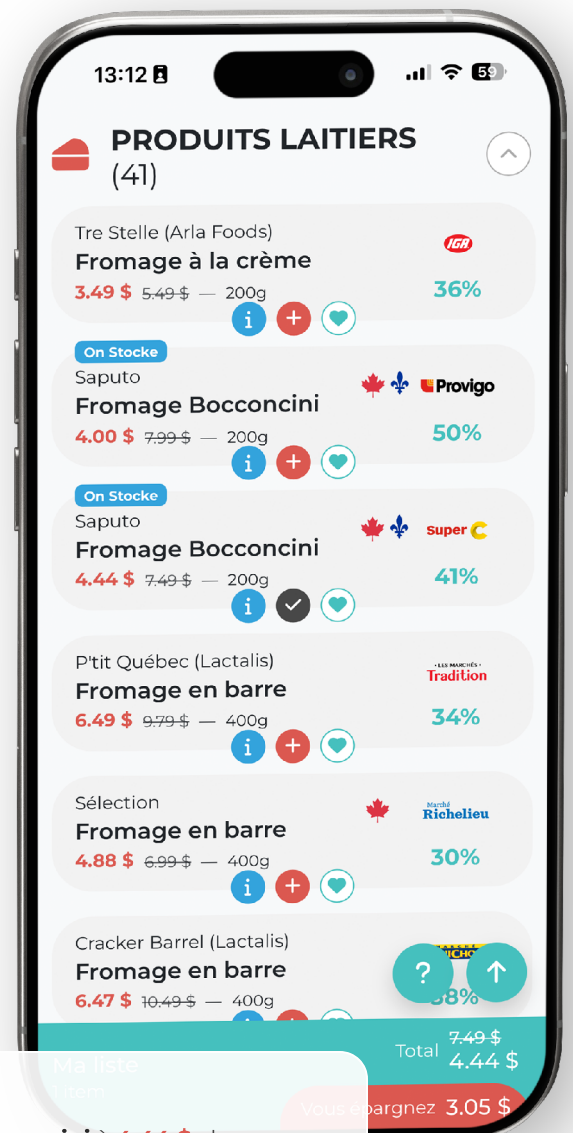 13:12
59
PRODUITS LAITIERS
(41)
Tre Stelle (Arla Foods)
IGA
Fromage à la crème
3.49 $ 5.49 $ — 200g
36%
On Stocke
Saputo
Provigo
Fromage Bocconcini
4.00 $ 7.99 $ — 200g
50%
On Stocke
Saputo
super C
Fromage Bocconcini
4.44 $ 7.49 $ — 200g
41%
P'tit Québec (Lactalis)
• LES MARCHÉS •
Tradition
Fromage en barre
6.49 $ 9.79 $ — 400g
34%
Sélection
Marché
Richelieu
Fromage en barre
4.88 $ 6.99 $ — 400g
30%
Cracker Barrel (Lactalis)
Fromage en barre
6.47 $ 10.49 $ — 400g
?
8%
Ma liste
item
Total 7.49 $
4.44 $
Vous épargnez 3.05 $